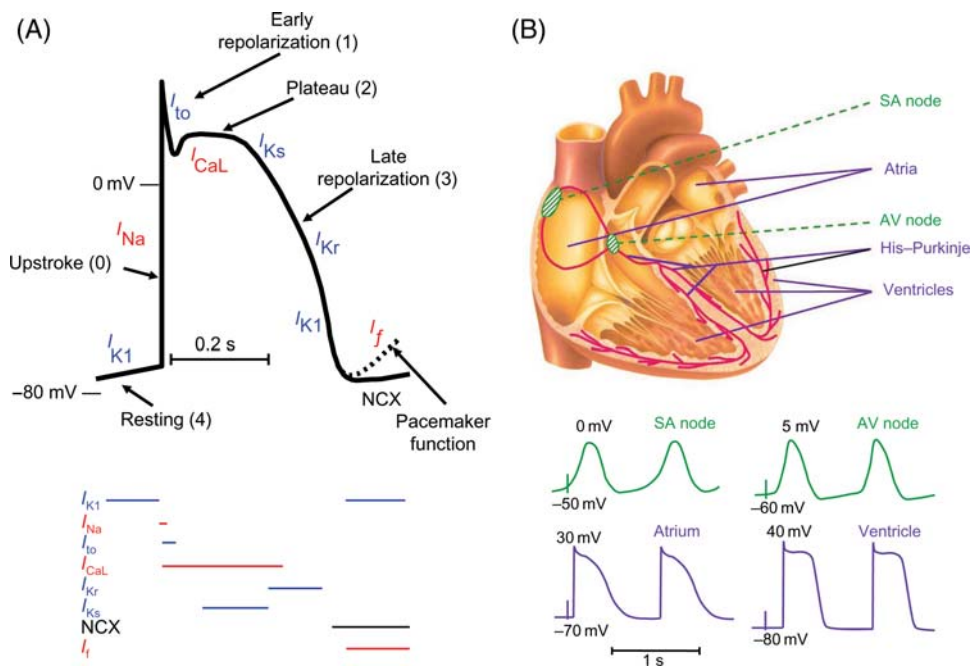 (A)
Early
repolarization (1)
Plateau (2)
Ito
ICaL
IKs
Late
repolarization (3)
0 mV
INa
IKr
Upstroke (0)
IK1
0.2 s
IK1
If
−80 mV
NCX
Resting (4)
Pacemaker
function
IK1
INa
Ito
ICaL
IKr
IKs
NCX
If
(B)
SA node
Atria
AV node
His–Purkinje
Ventricles
0 mV
SA node
−50 mV
5 mV
AV node
−60 mV
30 mV
Atrium
−70 mV
40 mV
Ventricle
−80 mV
1 s